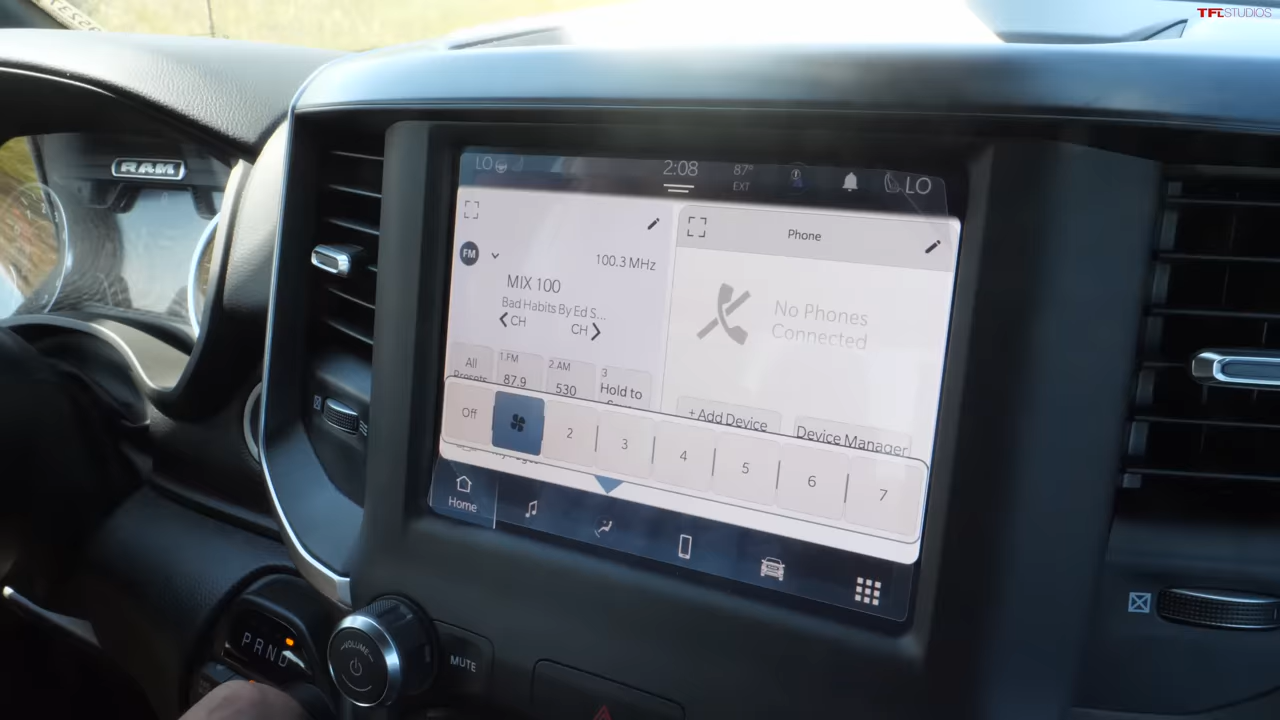 TFLSTUDIOS
RAM
LO
2:08
87°
EXT
LO
FM
100.3 MHz
MIX 100
Bad Habits By Ed S...
CH
CH
All
Presets
1.FM
87.9
2.AM
530
3
Hold to
Phone
No Phones
Connected
+ Add Device
Device Manager
Off
2
3
4
5
6
7
Home
PRND
VOLUME
MUTE